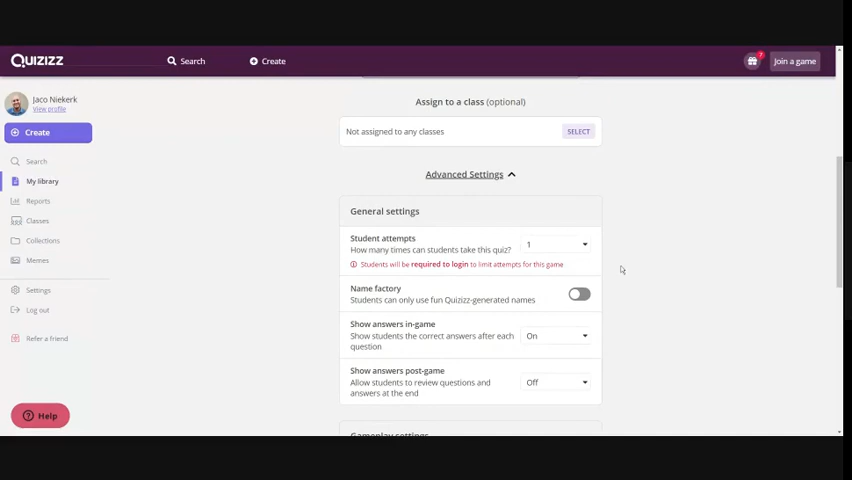 QUIZIZZ
Search
Create
7
Join a game
Jaco Niekerk
View profile
Create
Search
My library
Reports
Classes
Collections
Memes
Settings
Log out
Refer a friend
Help
Assign to a class (optional)
Not assigned to any classes
SELECT
Advanced Settings
General settings
Student attempts
How many times can students take this quiz?
1
Students will be required to login to limit attempts for this game
Name factory
Students can only use fun Quizizz-generated names
Show answers in-game
Show students the correct answers after each
question
On
Show answers post-game
Allow students to review questions and
answers at the end
Off
Gameplay settings